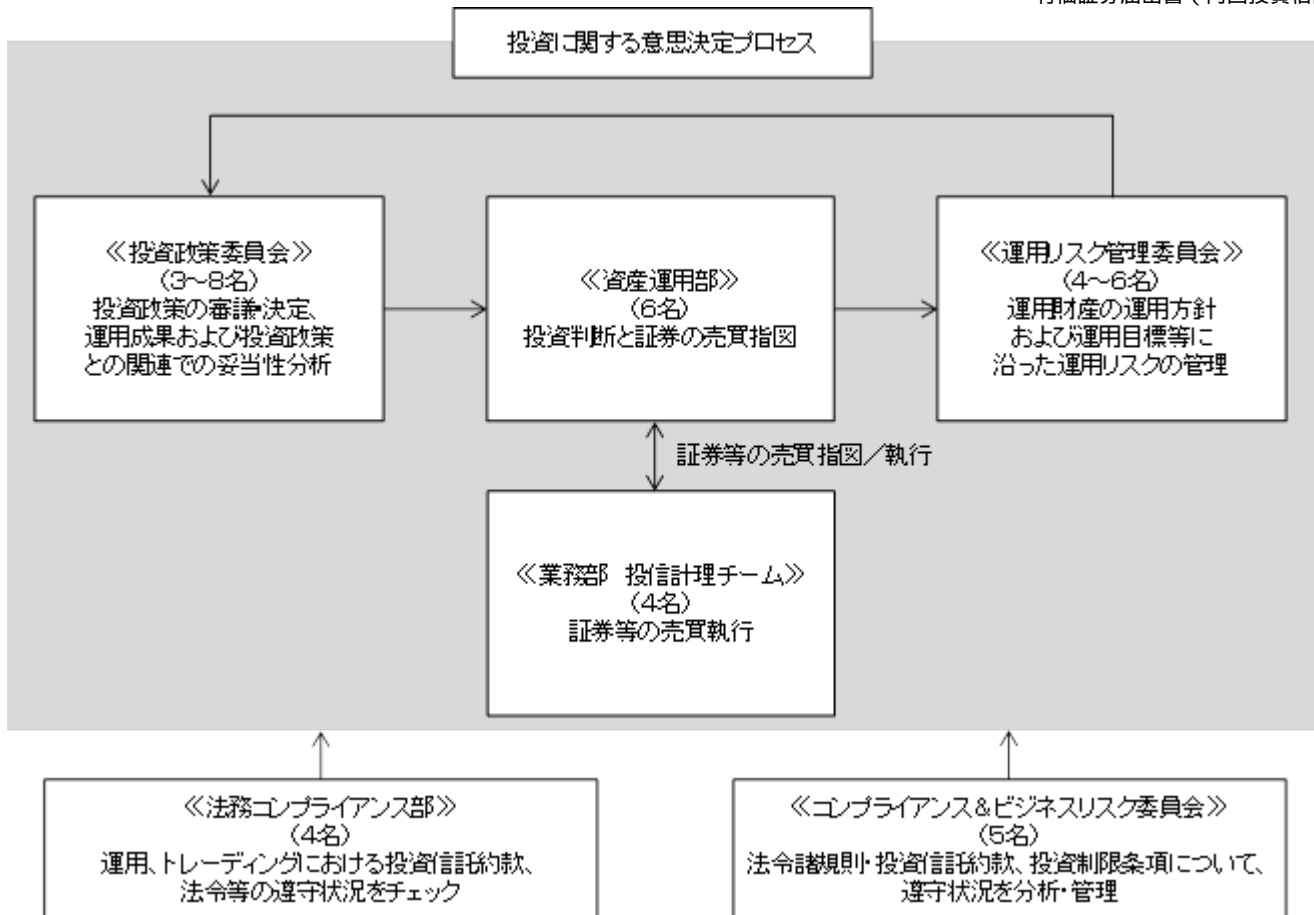 投資に関する意思決定プロセス
≪投資政策委員会≫
(3～8名)
投資政策の審議・決定、
運用成果および投資政策
との関連での妥当性分析
≪資産運用部≫
(6名)
投資判断と証券の売買指図
≪運用リスク管理委員会≫
(4～6名)
運用財産の運用方針
および運用目標等に
沿った運用リスクの管理
証券等の売買指図／執行
≪業務部 投信計理チーム≫
(4名)
証券等の売買執行
≪法務コンプライアンス部≫
(4名)
運用、トレーディングにおける投資信託約款、
法令等の遵守状況をチェック
≪コンプライアンス＆ビジネスリスク委員会≫
(5名)
法令諸規則・投資信託約款、投資制限条項について、
遵守状況を分析・管理